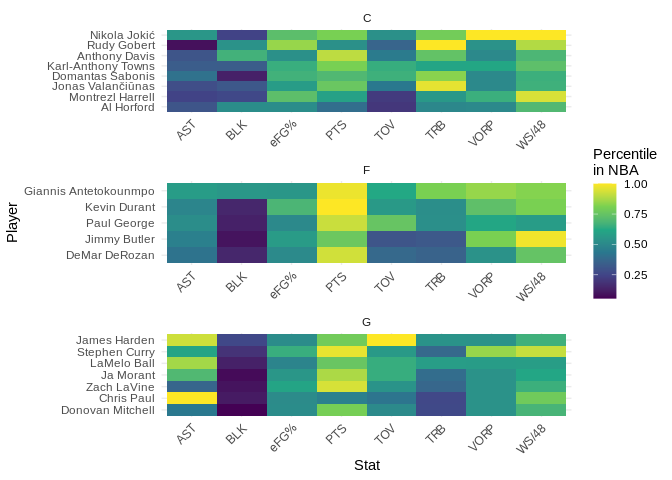 C
Nikola Jokić
Rudy Gobert
Anthony Davis
Karl-Anthony Towns
Domantas Sabonis
Jonas Valančiūnas
Montrezl Harrell
Al Horford
AST BLK eFG% PTS TOV TRB VORP WS/48
F
Giannis Antetokounmpo
Kevin Durant
Paul George
Jimmy Butler
DeMar DeRozan
AST BLK eFG% PTS TOV TRB VORP WS/48
G
James Harden
Stephen Curry
LaMelo Ball
Ja Morant
Zach LaVine
Chris Paul
Donovan Mitchell
AST BLK eFG% PTS TOV TRB VORP WS/48
Stat
Player
Percentile
in NBA
1.00
0.75
0.50
0.25